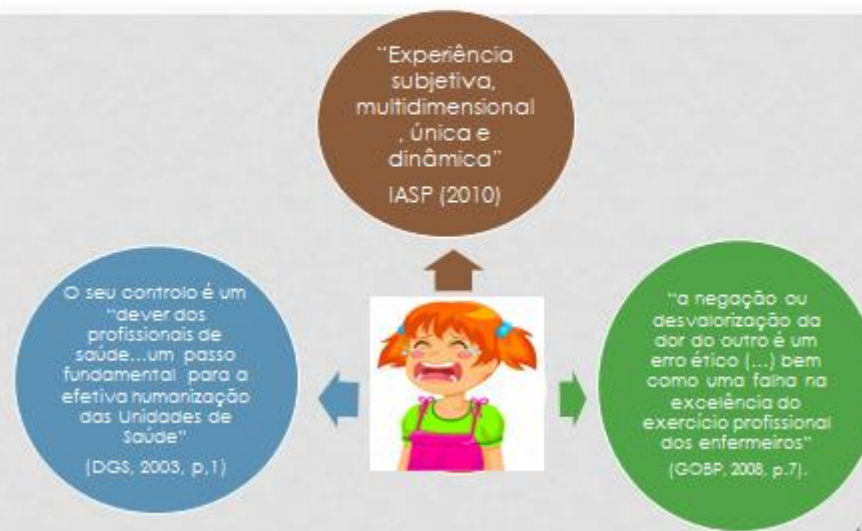 “Experiência
subjetiva,
multidimensional
, única e
dinâmica”
IASP (2010)
O seu controlo é um
“dever dos
profissionais de
saúde...um passo
fundamental para a
efetiva humanização
das Unidades de
Saúde”
(DGS, 2003, p.1)
“a negação ou
desvalorização da
dor do outro é um
erro ético (...) bem
como uma falha na
excelência do
exercício profissional
dos enfermeiros”
(GOBP, 2008, p.7).